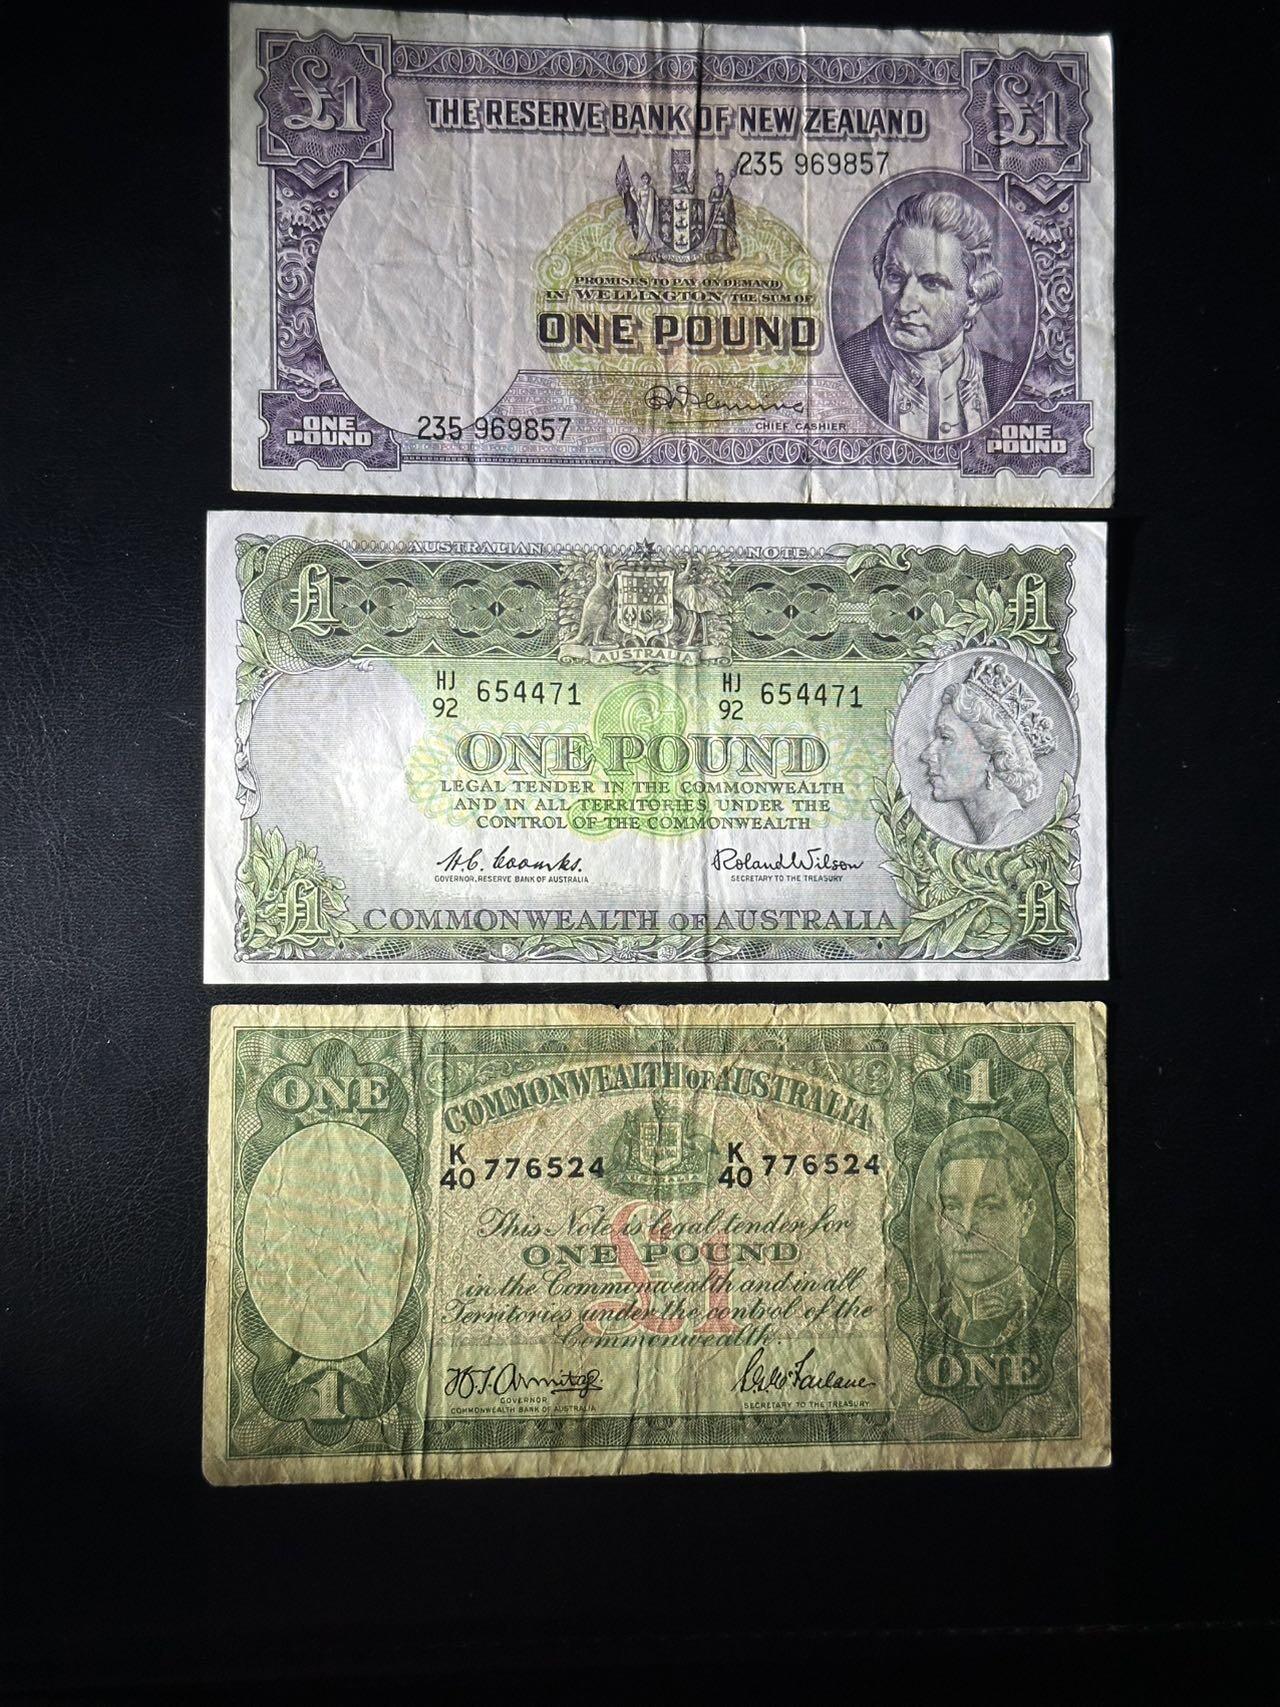 £1 £1
THE RESERVE BANK OF NEW ZEALAND
235 969857
PROMISES TO PAY ON DEMAND
IN WELLINGTON THE SUM OF
ONE POUND
CHIEF CASHIER
ONE
POUND
235 969857
ONE
POUND
AUSTRALIAN NOTE
£1 £1
AUSTRALIA
HJ
92 654471
HJ
92 654471
ONE POUND
LEGAL TENDER IN THE COMMONWEALTH
AND IN ALL TERRITORIES UNDER THE
CONTROL OF THE COMMONWEALTH
H.C. Coombs.
GOVERNOR, RESERVE BANK OF AUSTRALIA
Roland Wilson
SECRETARY TO THE TREASURY
£1 COMMONWEALTH OF AUSTRALIA £1
ONE
COMMONWEALTH OF AUSTRALIA
1
K
40 776524
K
40 776524
AUSTRALIA
£1
This Note is legal tender for
ONE POUND
in the Commonwealth and in all
Territories under the control of the
Commonwealth.
H.T. Armitage
GOVERNOR
COMMONWEALTH BANK OF AUSTRALIA
S.G. McFarlane
SECRETARY TO THE TREASURY
1
ONE